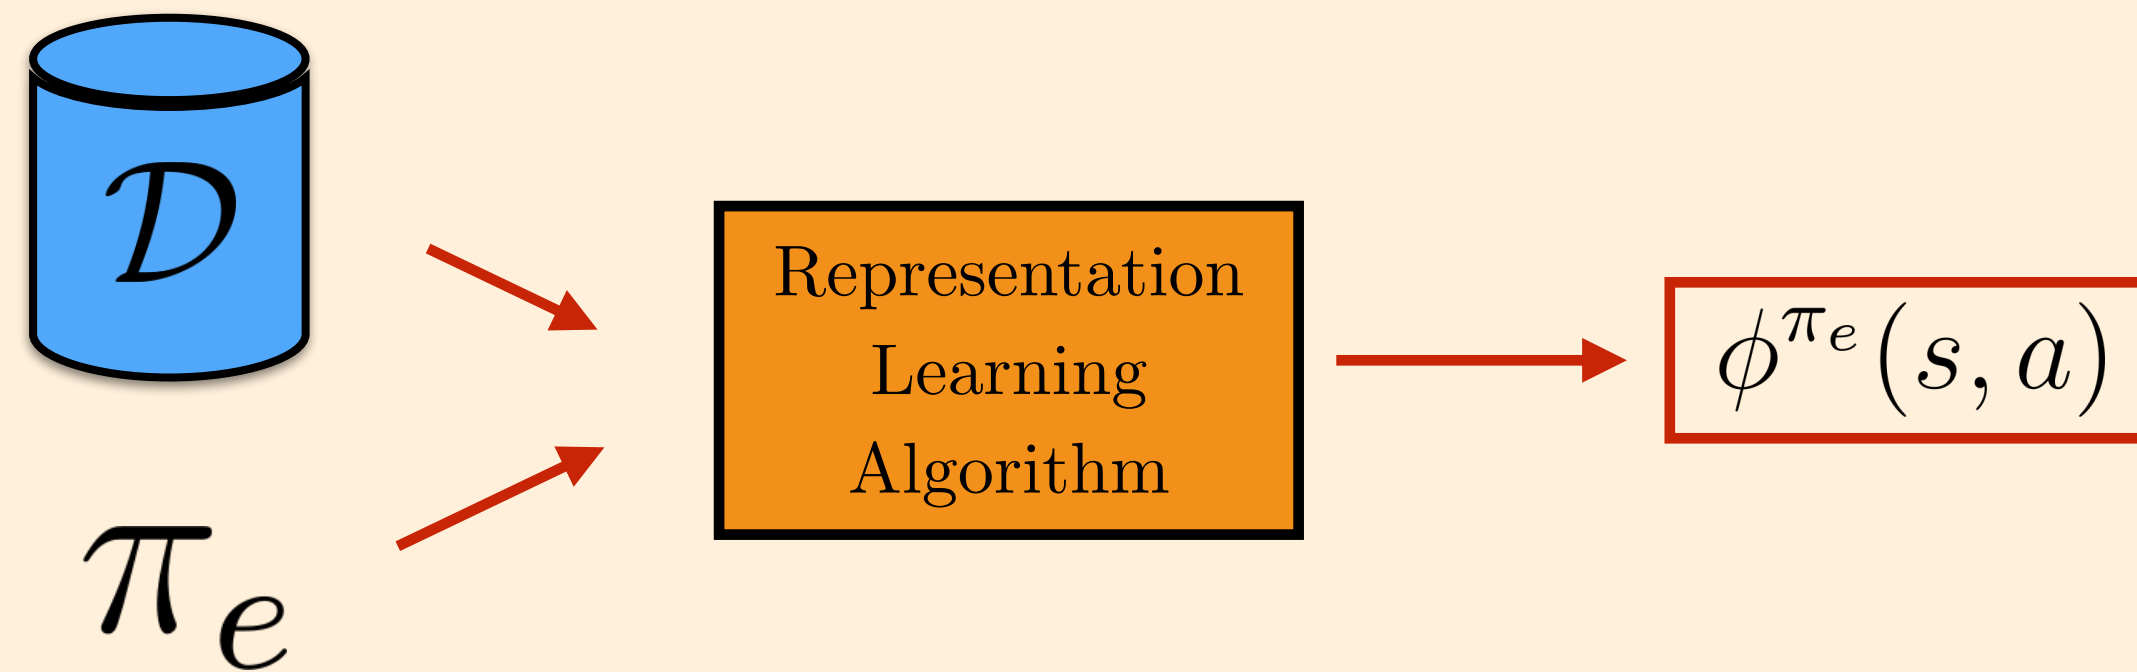 𝒟
π_e
Representation
Learning
Algorithm
ϕ^{π_e}(s, a)